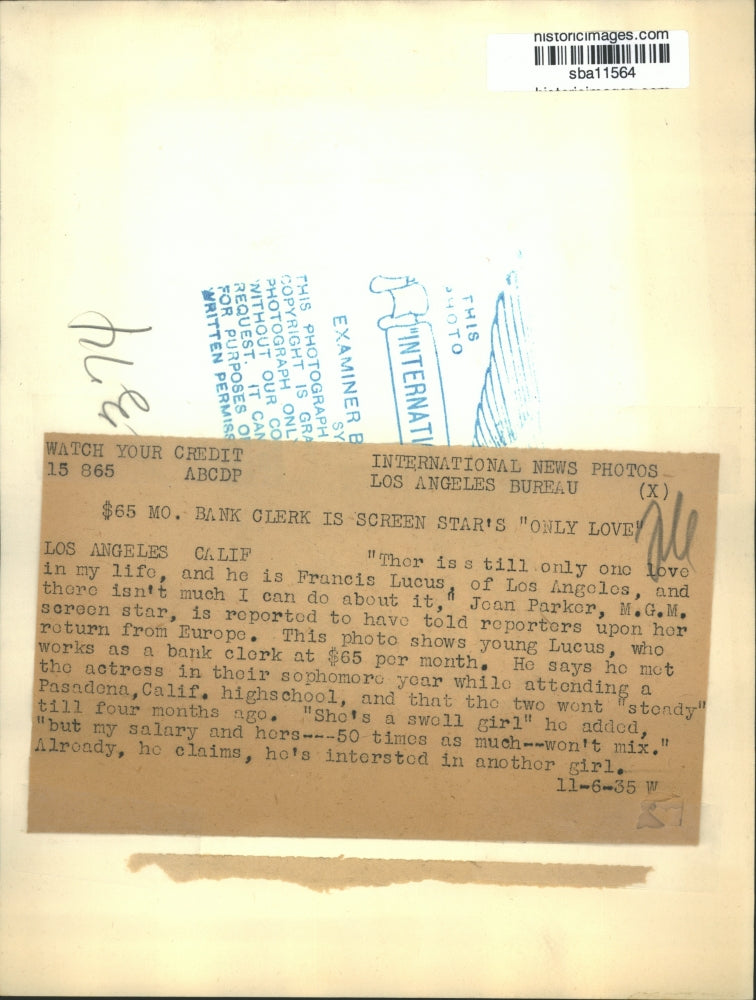 historicimages.com
sba11564
THIS
PHOTO
"INTERNATI
EXAMINER B
SY
THIS PHOTOGRAPH
COPYRIGHT IS GRA
PHOTOGRAPH ONLY
WITHOUT OUR CO
REQUEST. IT CAN
FOR PURPOSES O
WRITTEN PERMISS
WATCH YOUR CREDIT
15 865 ABCDP
INTERNATIONAL NEWS PHOTOS
LOS ANGELES BUREAU (X)
$65 MO. BANK CLERK IS SCREEN STAR'S "ONLY LOVE"
LOS ANGELES CALIF "Ther is s till only one love
in my life, and he is Francis Lucus, of Los Angeles, and
there isn't much I can do about it," Jean Parker, M.G.M.
screen star, is reported to have told reporters upon her
return from Europe. This photo shows young Lucus, who
works as a bank clerk at $65 per month. He says he met
the actress in their sophomore year while attending a
Pasadena,Calif. highschool, and that the two went "steady"
till four months ago. "She's a swell girl" he added,
"but my salary and hers---50 times as much--won't mix."
Already, he claims, he's intersted in another girl.
11-6-35 W